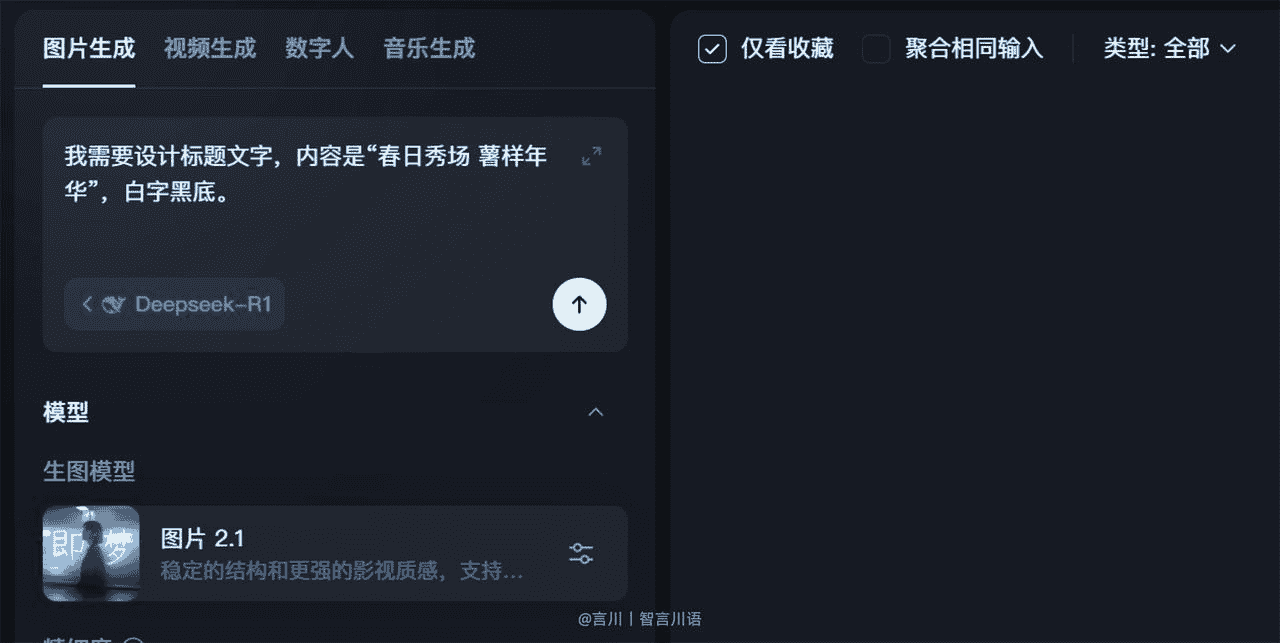 图片生成 视频生成 数字人 音乐生成
仅看收藏 聚合相同输入 类型: 全部
我需要设计标题文字，内容是“春日秀场 薯样年
华”，白字黑底。
Deepseek-R1
模型
生图模型
即梦
图片 2.1
稳定的结构和更强的影视质感，支持...
@言川丨智言川语